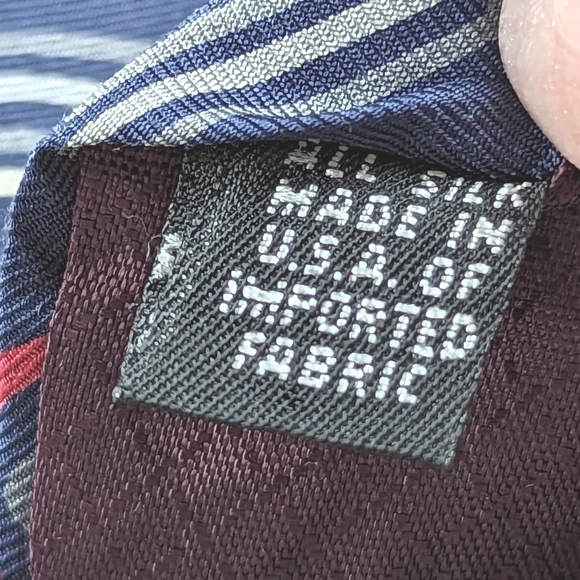 ALL SILK
MADE IN
U.S.A. OF
IMPORTED
FABRIC